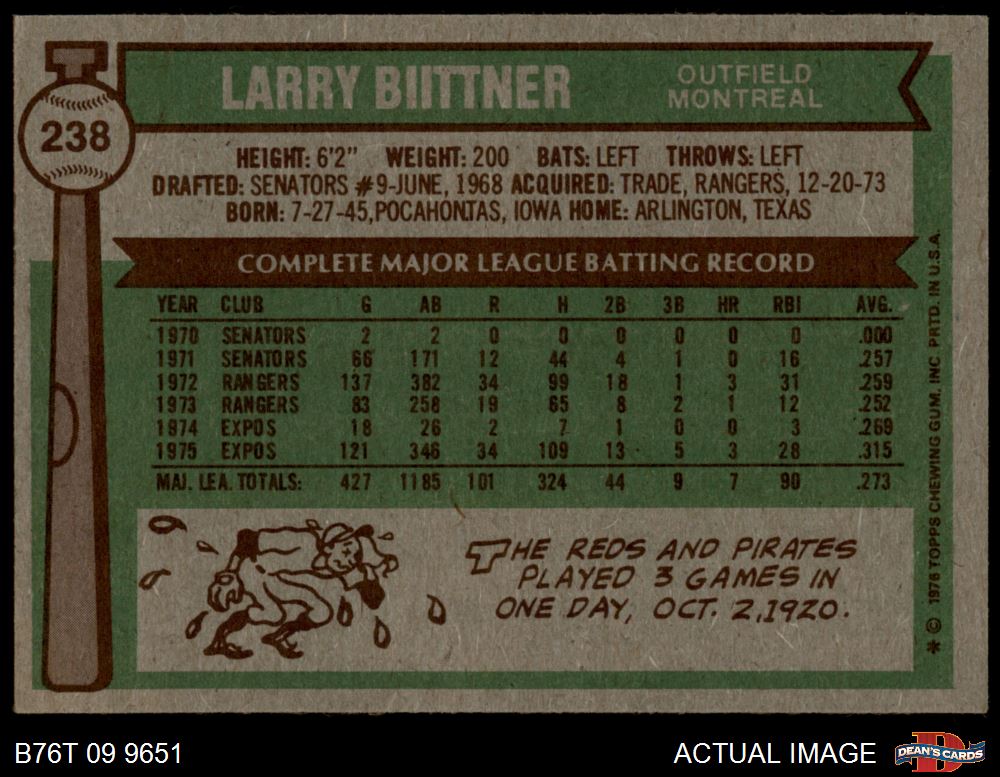 238
LARRY BIITTNER
OUTFIELD
MONTREAL
HEIGHT: 6'2" WEIGHT: 200 BATS: LEFT THROWS: LEFT
DRAFTED: SENATORS #9-JUNE, 1968 ACQUIRED: TRADE, RANGERS, 12-20-73
BORN: 7-27-45,POCAHONTAS, IOWA HOME: ARLINGTON, TEXAS
COMPLETE MAJOR LEAGUE BATTING RECORD
YEAR CLUB G AB R H 2B 3B HR RBI AVG.
1970 SENATORS 2 2 0 0 0 0 0 0 .000
1971 SENATORS 66 171 12 44 4 1 0 16 .257
1972 RANGERS 137 382 34 99 18 1 3 31 .259
1973 RANGERS 83 258 19 65 8 2 1 12 .252
1974 EXPOS 18 26 2 7 1 0 0 3 .269
1975 EXPOS 121 346 34 109 13 5 3 28 .315
MAJ. LEA. TOTALS: 427 1185 101 324 44 9 7 90 .273
THE REDS AND PIRATES
PLAYED 3 GAMES IN
ONE DAY, OCT. 2,1920.
* © 1976 TOPPS CHEWING GUM, INC PRTD. IN U.S.A.
B76T 09 9651
ACTUAL IMAGE
DEAN'S CARDS